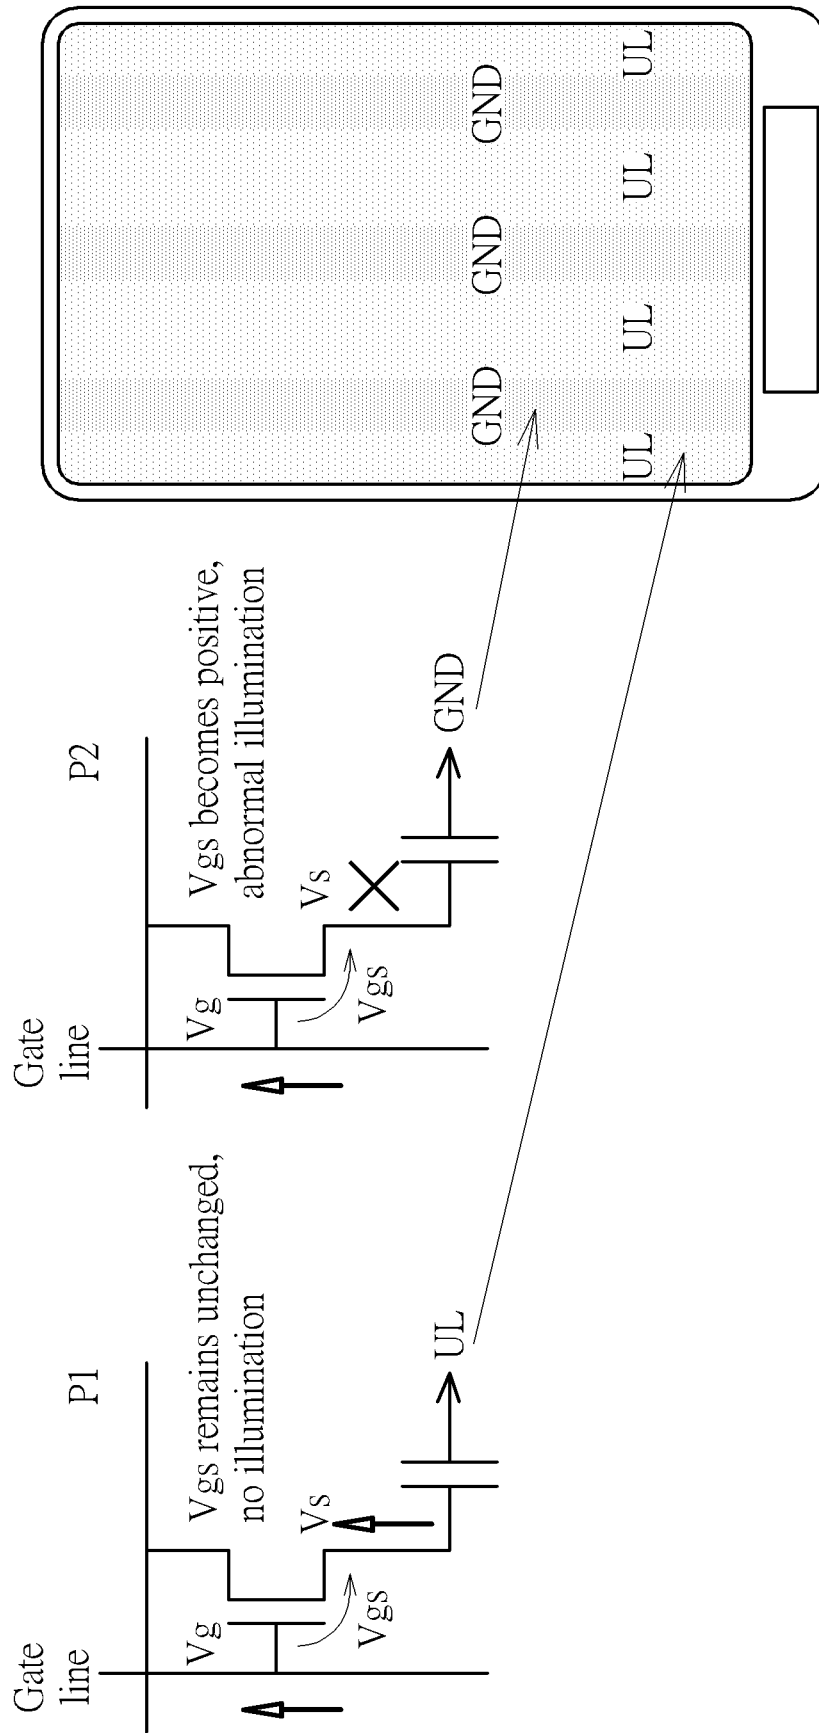 Gate
line
P1
Vg
Vgs
Vs
Vgs remains unchanged,
no illumination
UL
Gate
line
P2
Vg
Vgs
Vs
Vgs becomes positive,
abnormal illumination
GND
GND
GND
GND
UL
UL
UL
UL